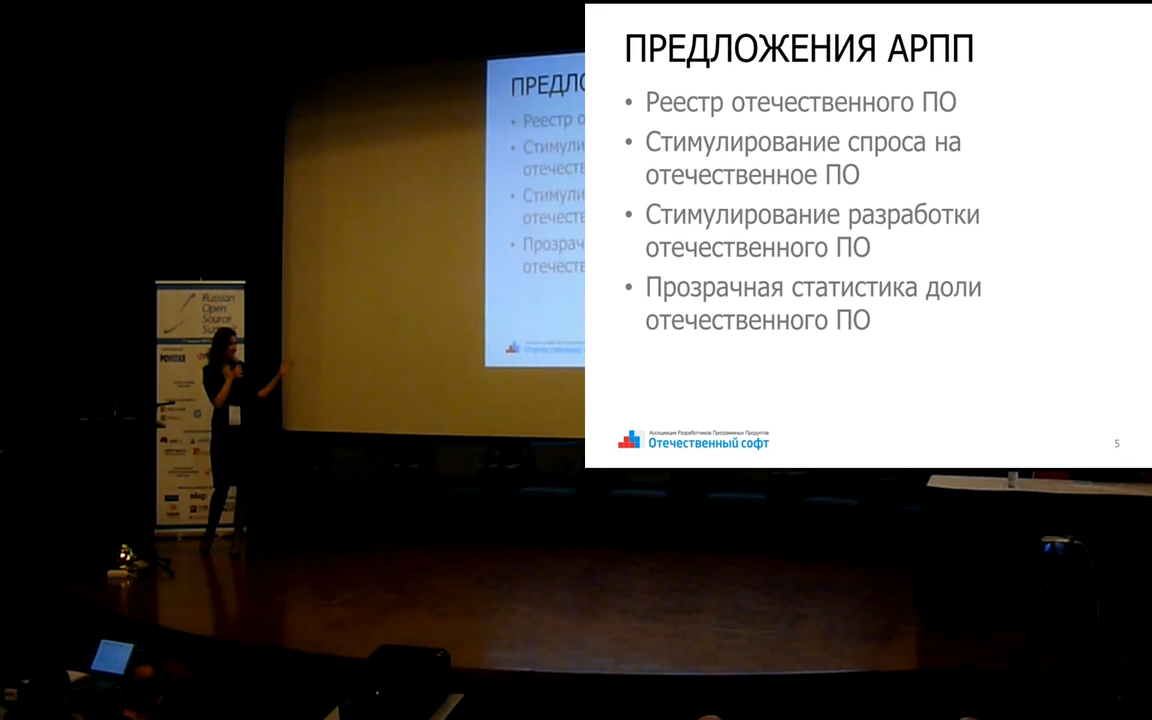 ПРЕДЛОЖЕНИЯ АРПП
• Реестр отечественного ПО
• Стимулирование спроса на
отечественное ПО
• Стимулирование разработки
отечественного ПО
• Прозрачная статистика доли
отечественного ПО
Ассоциация Разработчиков Программных Продуктов
Отечественный софт
5
ПРЕДЛО
• Реестр о
• Стимули
отечеств
• Стимули
отечеств
• Прозрач
отечеств
Отечественный
Russian
Open
Source
Summit